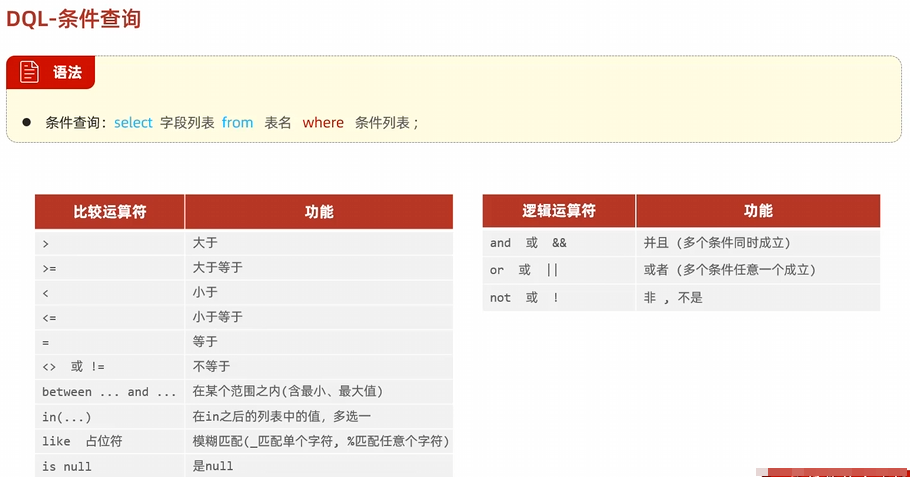 DQL-条件查询
语法
● 条件查询：select 字段列表 from 表名 where 条件列表 ;
比较运算符 功能
> 大于
>= 大于等于
< 小于
<= 小于等于
= 等于
<> 或 != 不等于
between ... and ... 在某个范围之内(含最小、最大值)
in(...) 在in之后的列表中的值，多选一
like 占位符 模糊匹配(_匹配单个字符, %匹配任意个字符)
is null 是null
逻辑运算符 功能
and 或 && 并且 (多个条件同时成立)
or 或 || 或者 (多个条件任意一个成立)
not 或 ! 非 , 不是